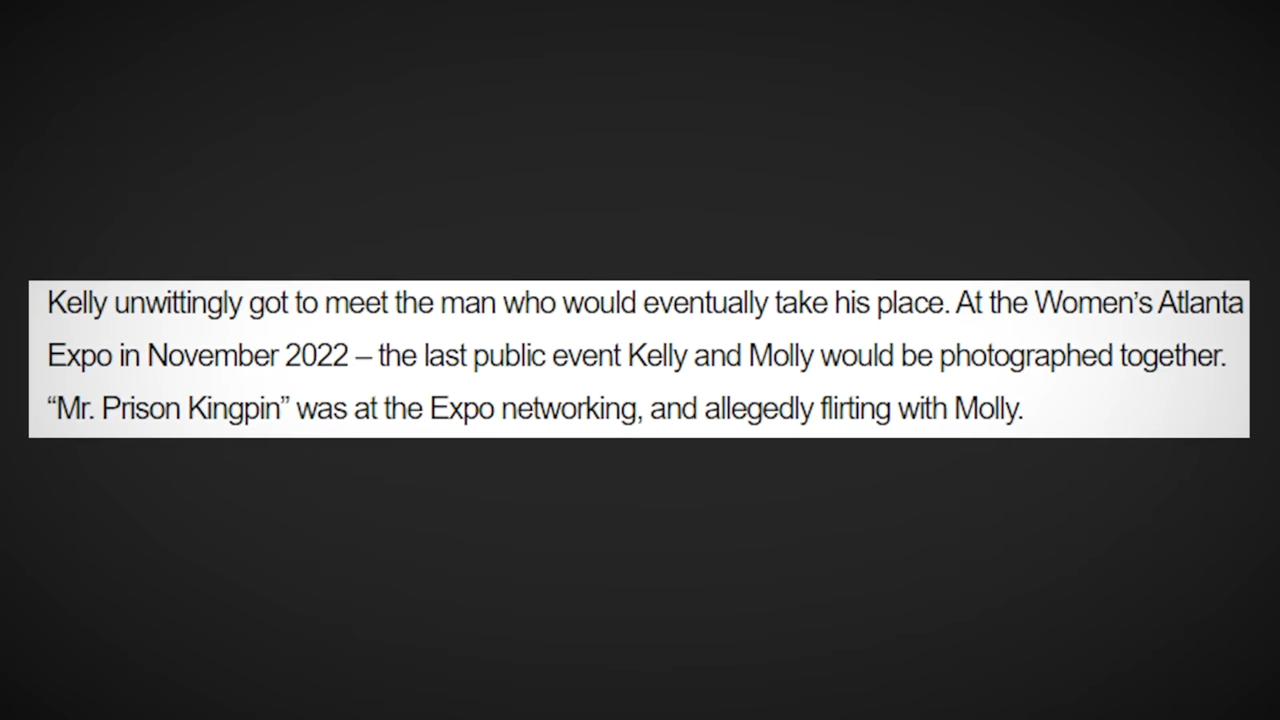 Kelly unwittingly got to meet the man who would eventually take his place. At the Women’s Atlanta
Expo in November 2022 – the last public event Kelly and Molly would be photographed together.
“Mr. Prison Kingpin” was at the Expo networking, and allegedly flirting with Molly.